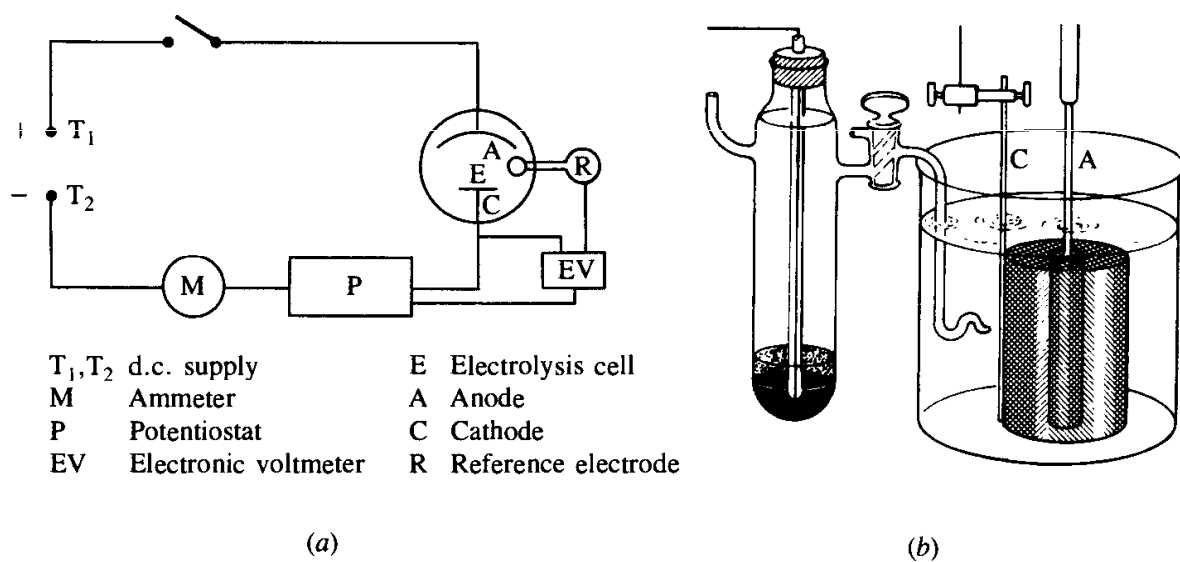 + T₁
− T₂
A
E
C
R
EV
M
P
C A
T₁,T₂ d.c. supply
M Ammeter
P Potentiostat
EV Electronic voltmeter
E Electrolysis cell
A Anode
C Cathode
R Reference electrode
(a)
(b)